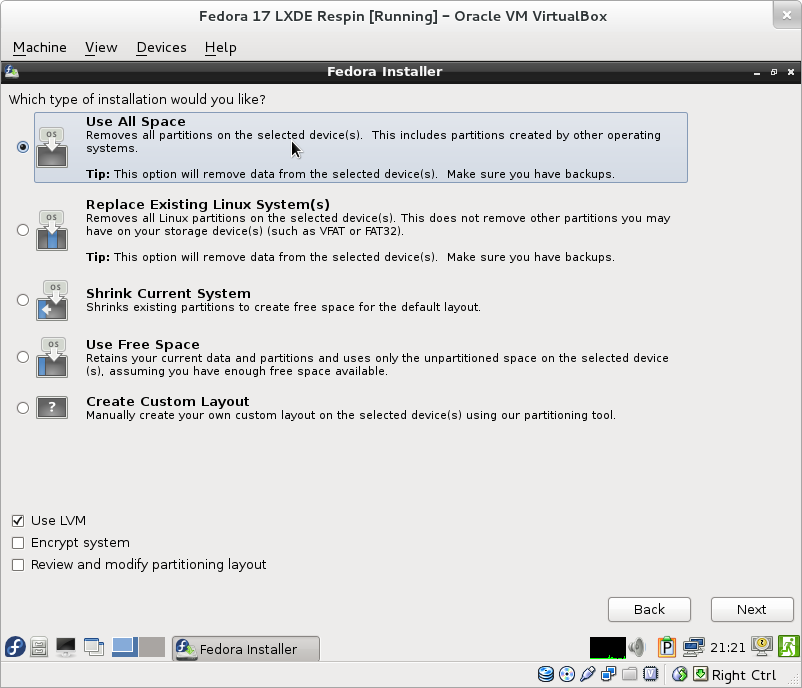 Fedora 17 LXDE Respin [Running] – Oracle VM VirtualBox
Machine View Devices Help
Fedora Installer
Which type of installation would you like?
Use All Space
Removes all partitions on the selected device(s).  This includes partitions created by other operating
systems.
Tip: This option will remove data from the selected device(s).  Make sure you have backups.
OS
Replace Existing Linux System(s)
Removes all Linux partitions on the selected device(s). This does not remove other partitions you may
have on your storage device(s) (such as VFAT or FAT32).
Tip: This option will remove data from the selected device(s).  Make sure you have backups.
OS
Shrink Current System
Shrinks existing partitions to create free space for the default layout.
OS
Use Free Space
Retains your current data and partitions and uses only the unpartitioned space on the selected device
(s), assuming you have enough free space available.
OS
Create Custom Layout
Manually create your own custom layout on the selected device(s) using our partitioning tool.
?
Use LVM
Encrypt system
Review and modify partitioning layout
Back Next
Fedora Installer P 21:21
Right Ctrl